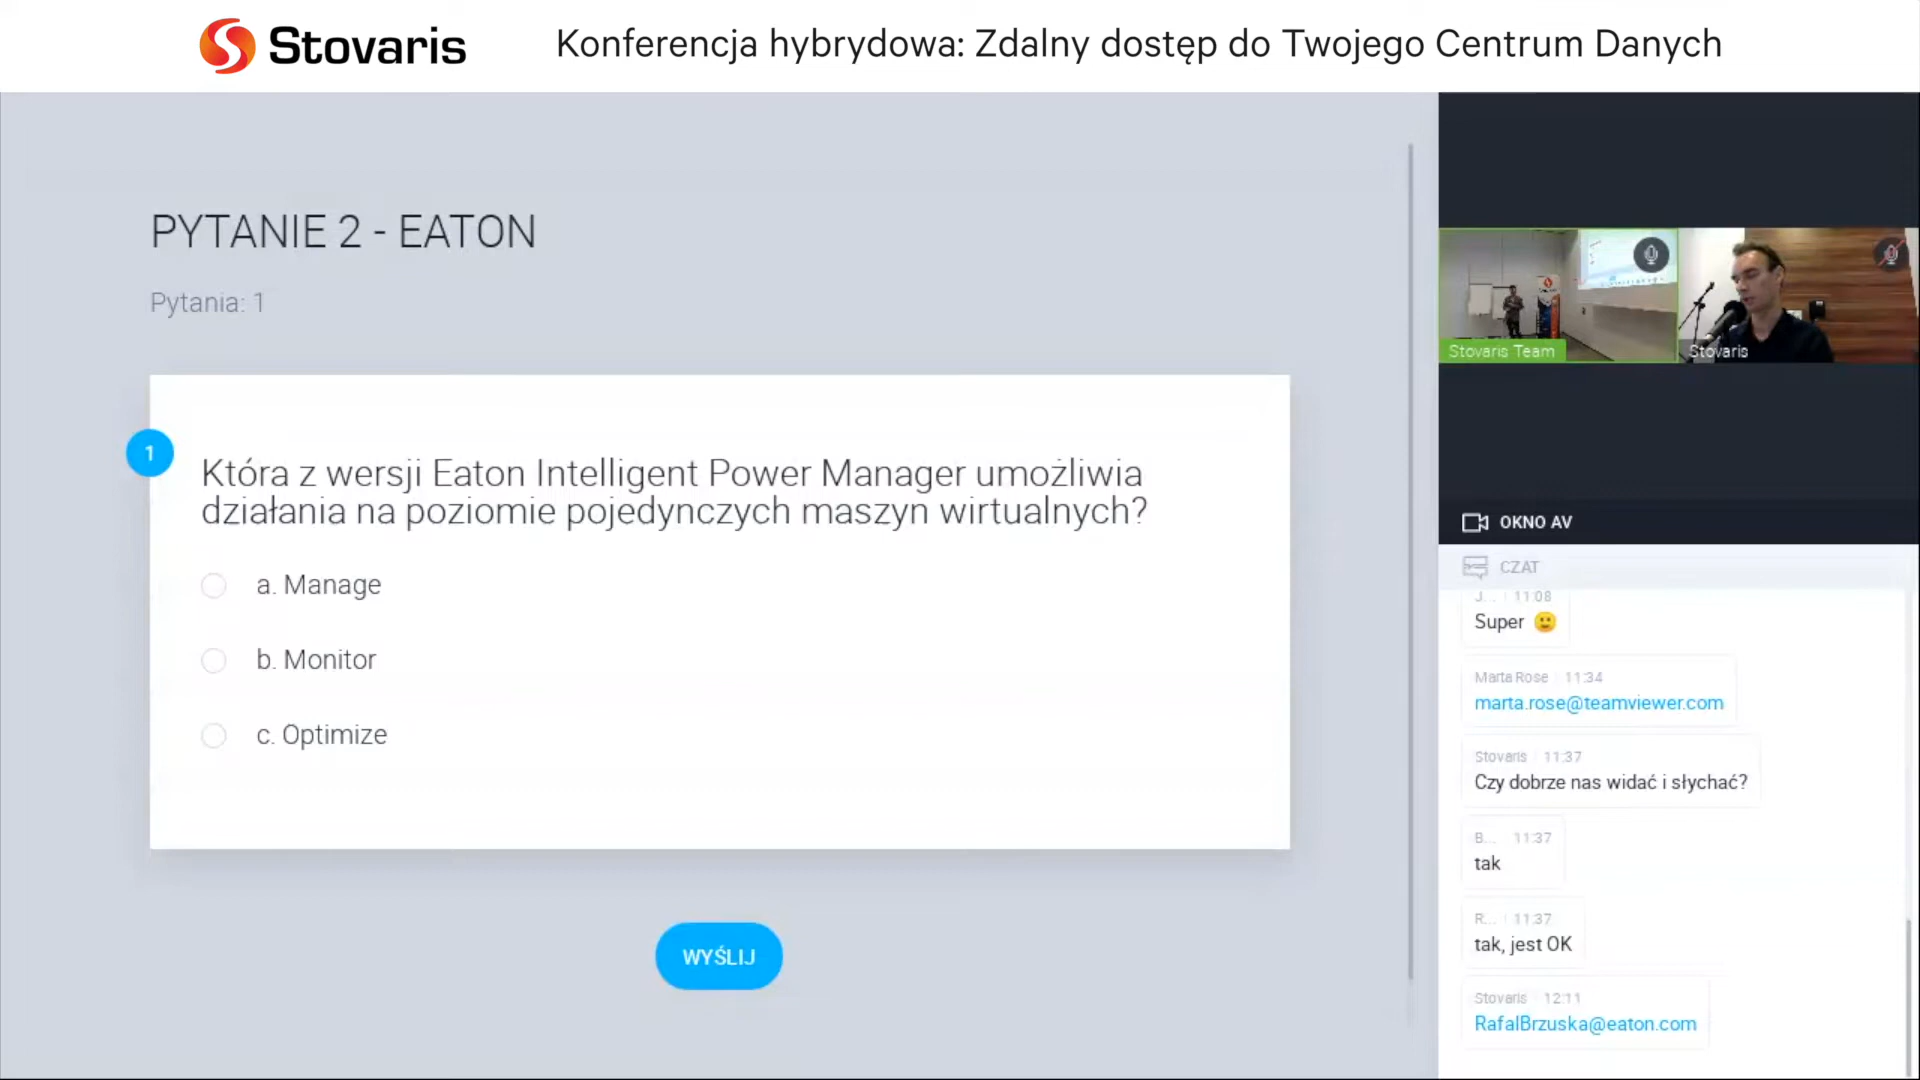 Stovaris
Konferencja hybrydowa: Zdalny dostęp do Twojego Centrum Danych
PYTANIE 2 - EATON
Pytania: 1
1
Która z wersji Eaton Intelligent Power Manager umożliwia
działania na poziomie pojedynczych maszyn wirtualnych?
a. Manage
b. Monitor
c. Optimize
WYŚLIJ
Stovaris Team
Stovaris
OKNO AV
CZAT
J... 11:08
Super 🙂
Marta Rose 11:34
marta.rose@teamviewer.com
Stovaris 11:37
Czy dobrze nas widać i słychać?
B... 11:37
tak
R... 11:37
tak, jest OK
Stovaris 12:11
RafalBrzuska@eaton.com